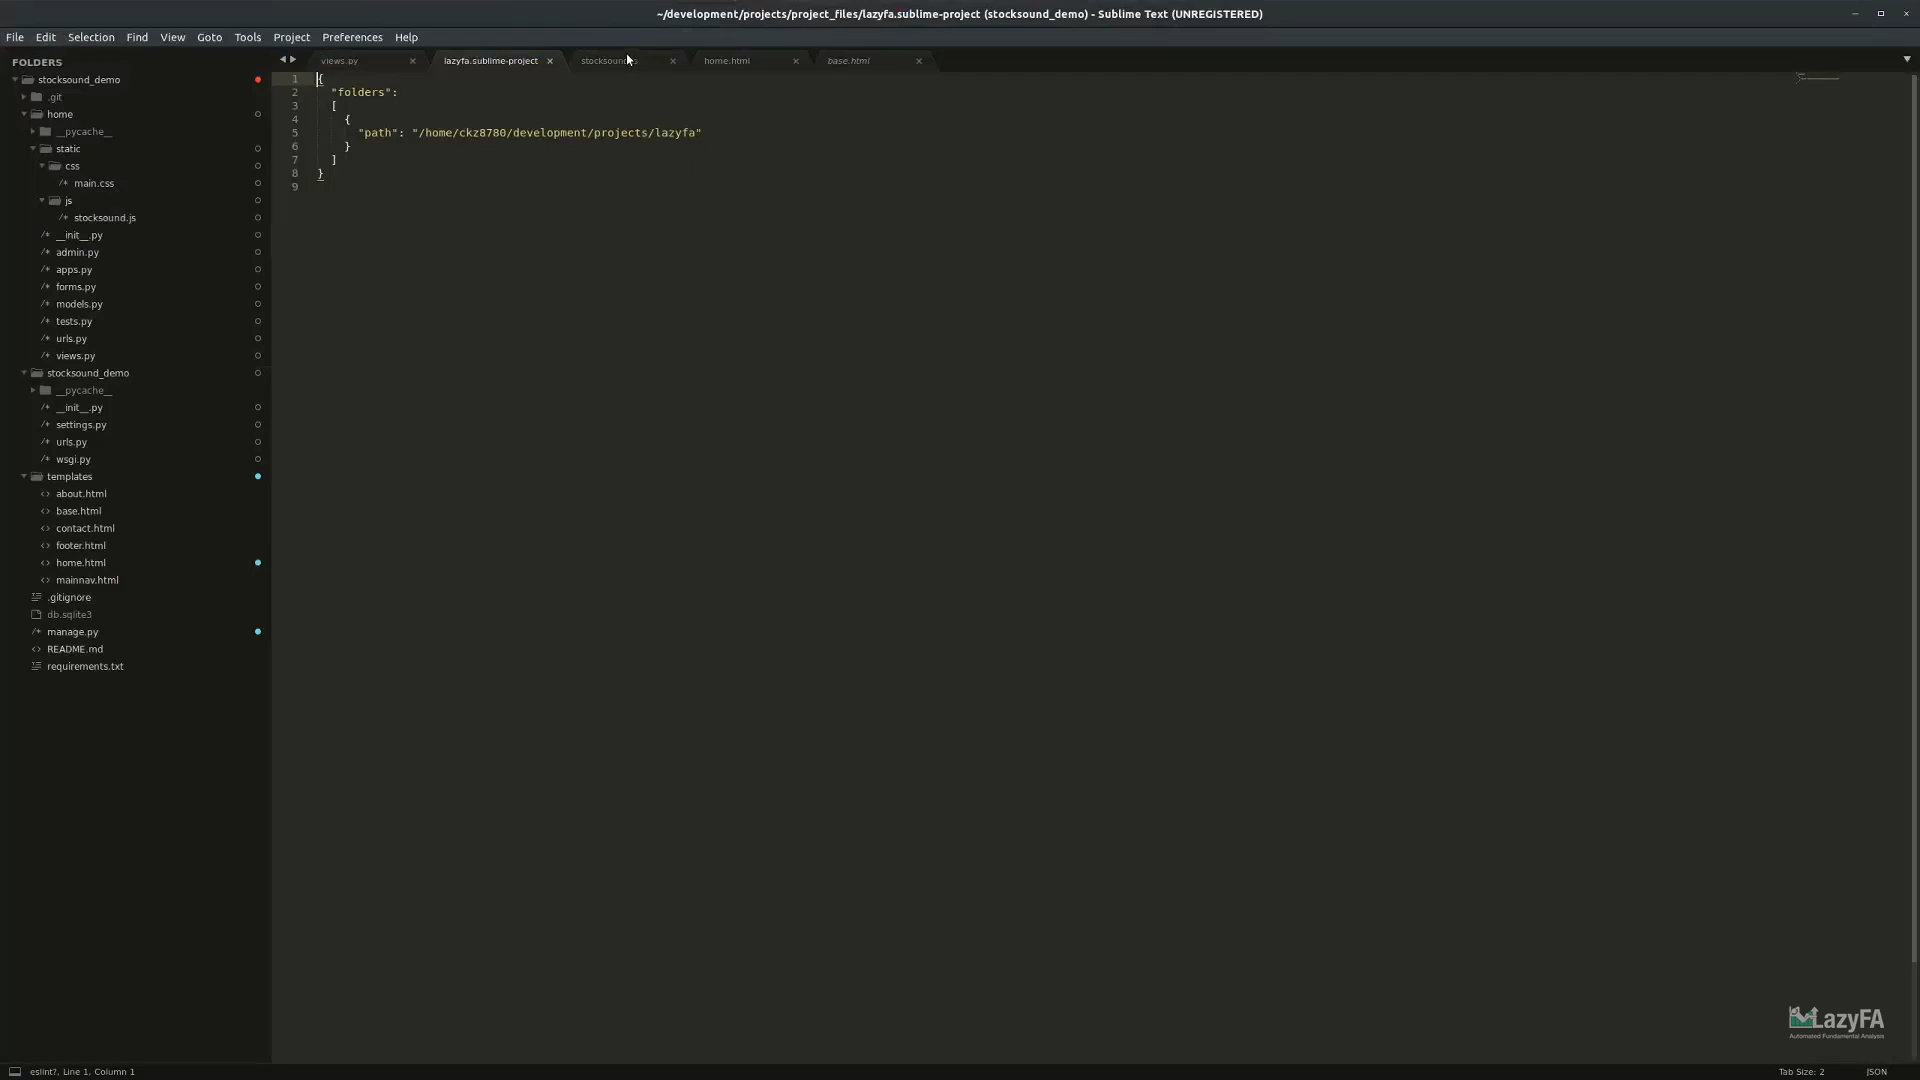 ~/development/projects/project_files/lazyfa.sublime-project (stocksound_demo) - Sublime Text (UNREGISTERED)
File Edit Selection Find View Goto Tools Project Preferences Help
FOLDERS
stocksound_demo
.git
home
__pycache__
static
css
main.css
js
stocksound.js
__init__.py
admin.py
apps.py
forms.py
models.py
tests.py
urls.py
views.py
stocksound_demo
__pycache__
__init__.py
settings.py
urls.py
wsgi.py
templates
about.html
base.html
contact.html
footer.html
home.html
mainnav.html
.gitignore
db.sqlite3
manage.py
README.md
requirements.txt
views.py lazyfa.sublime-project stocksound.js home.html base.html
1 {
2 "folders":
3 [
4 {
5 "path": "/home/ckz8780/development/projects/lazyfa"
6 }
7 ]
8 }
9
LazyFA
Automated Fundamental Analysis
eslint?, Line 1, Column 1
Tab Size: 2 JSON